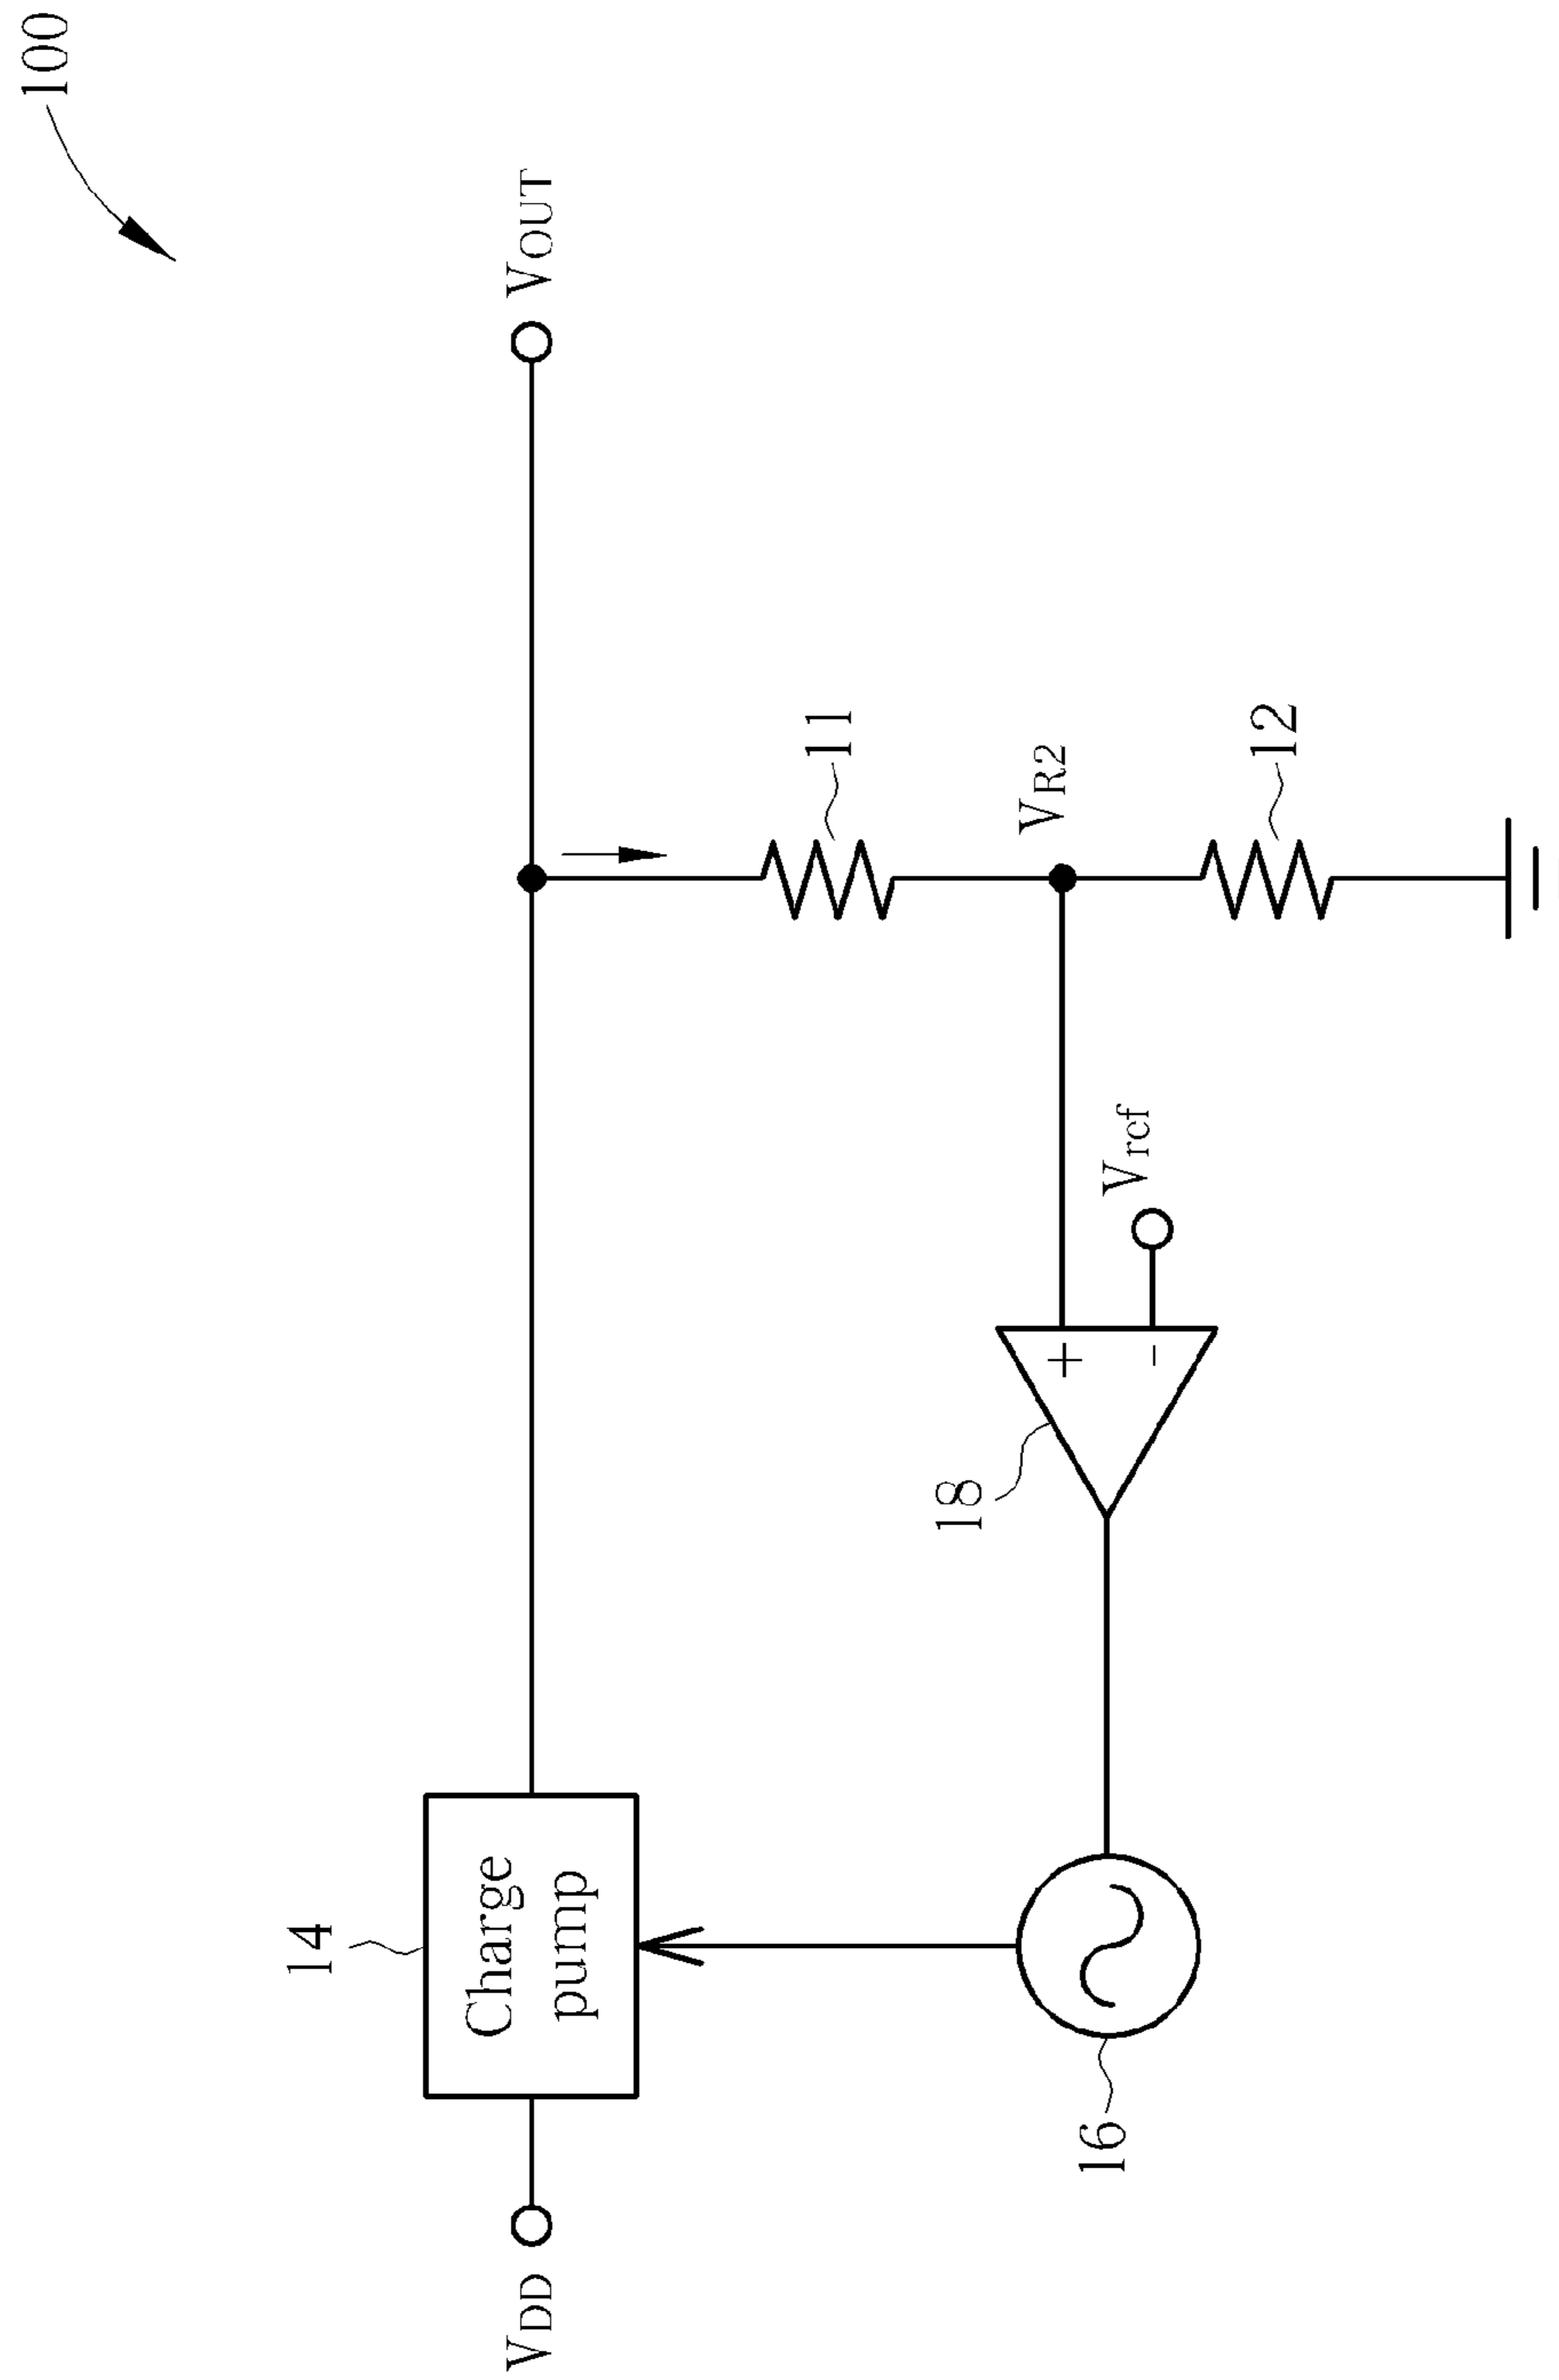 100
14
VDD
Charge
pump
VOUT
11
VR2
18
+
-
Vref
12
16